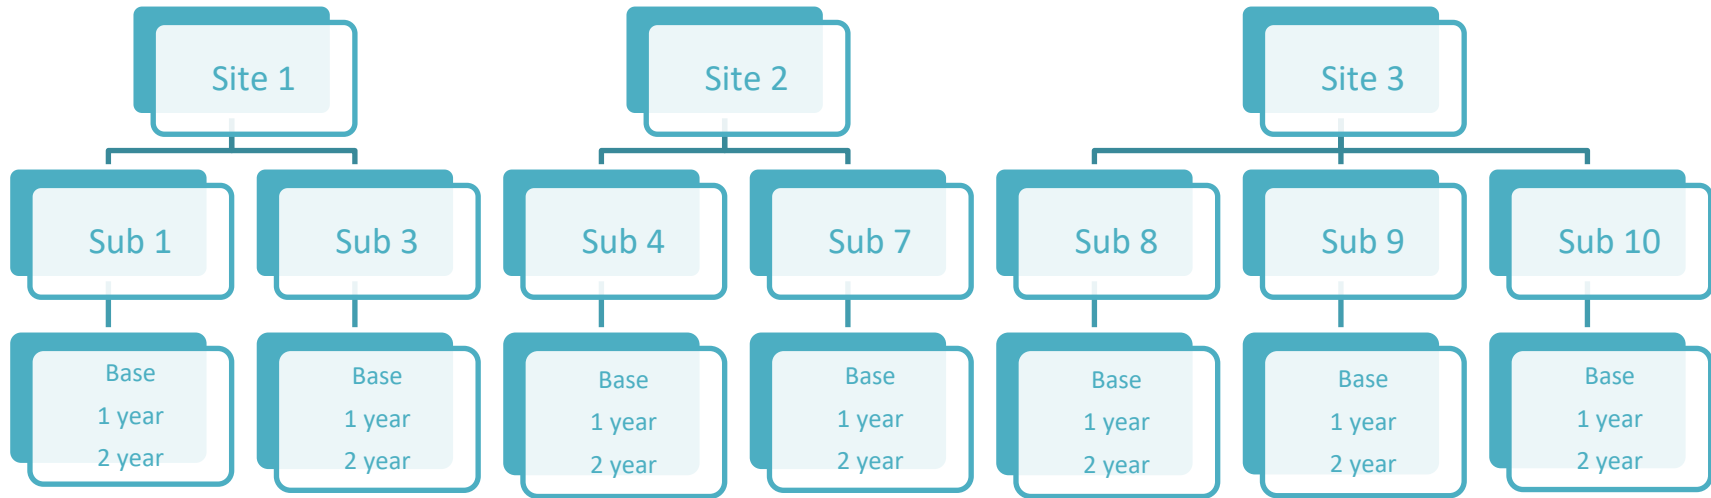 Site 1
Site 2
Site 3
Sub 1
Sub 3
Sub 4
Sub 7
Sub 8
Sub 9
Sub 10
Base
1 year
2 year
Base
1 year
2 year
Base
1 year
2 year
Base
1 year
2 year
Base
1 year
2 year
Base
1 year
2 year
Base
1 year
2 year